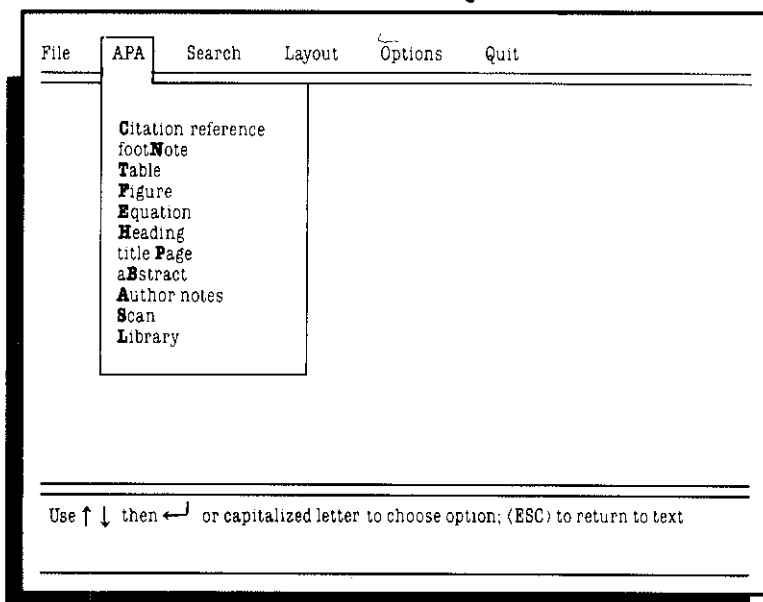 File APA Search Layout Options Quit
Citation reference
footNote
Table
Figure
Equation
Heading
title Page
aBstract
Author notes
Scan
Library
Use ↑ ↓ then ↵ or capitalized letter to choose option; (ESC) to return to text